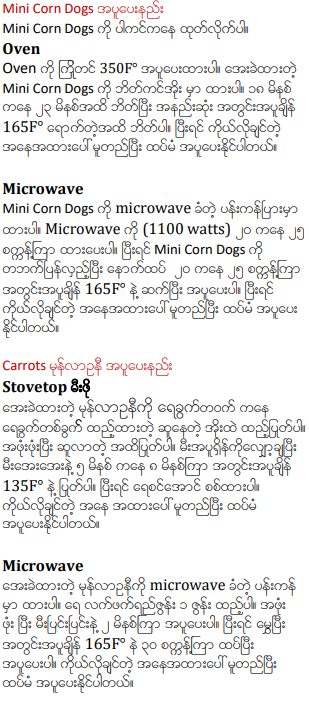 Mini Corn Dogs အပူပေးနည်း
Mini Corn Dogs ကို ပါကင်ကနေ ထုတ်လိုက်ပါ။
Oven
Oven ကို ကြိုတင် 350F° အပူပေးထားပါ။ အေးခဲထားတဲ့
Mini Corn Dogs ကို ဘိတ်ကင်အိုး မှာ ထားပါ။ ၁၈ မိနစ်
ကနေ ၂၃ မိနစ်အထိ ဘိတ်ပြီး အနည်းဆုံး အတွင်းအပူချိန်
165F° ရောက်တဲ့အထိ ဘိတ်ပါ။ ပြီးရင် ကိုယ်လိုချင်တဲ့
အနေအထားပေါ် မူတည်ပြီး ထပ်မံ အပူပေးနိုင်ပါတယ်။
Microwave
Mini Corn Dogs ကို microwave ခံတဲ့ ပန်းကန်ပြားမှာ
ထားပါ။ Microwave ကို (1100 watts) ၂၀ ကနေ ၂၅
စက္ကန့်ကြာ ထားပေးပါ။ ပြီးရင် Mini Corn Dogs ကို
တဘက်ပြန်လှည့်ပြီး နောက်ထပ် ၂၀ ကနေ ၂၅ စက္ကန့်ကြာ
အတွင်းအပူချိန် 165F° နဲ့ ဆက်ပြီး အပူပေးပါ။ ပြီးရင်
ကိုယ်လိုချင်တဲ့ အနေအထားပေါ် မူတည်ပြီး ထပ်မံ အပူပေး
နိုင်ပါတယ်။
Carrots မုန်လာဥနီ အပူပေးနည်း
Stovetop မီးဖို
အေးခဲထားတဲ့ မုန်လာဥနီကို ရေခွက်တဝက် ကနေ
ရေခွက်တစ်ခွက် ထည့်ထားတဲ့ ဆူနေတဲ့ အိုးထဲ ထည့်ပြုတ်ပါ။
အဖုံးဖုံးပြီး ဆူလာတဲ့ အထိပြုတ်ပါ။ မီးအပူရှိန်ကိုလျှော့ချပြီး
မီးအေးအေးနဲ့ ၅ မိနစ် ကနေ ၈ မိနစ်ကြာ အတွင်းအပူချိန်
135F° နဲ့ ပြုတ်ပါ။ ပြီးရင် ရေစင်အောင် စစ်ထားပါ။
ကိုယ်လိုချင်တဲ့ အနေ အထားပေါ် မူတည်ပြီး ထပ်မံ
အပူပေးနိုင်ပါတယ်။
Microwave
အေးခဲထားတဲ့ မုန်လာဥနီကို microwave ခံတဲ့ ပန်းကန်
မှာ ထားပါ။ ရေ လက်ဖက်ရည်ဇွန်း ၁ ဇွန်း ထည့်ပါ။ အဖုံး
ဖုံး ပြီး မီးပြင်းပြင်းနဲ့ ၂ မိနစ်ကြာ အပူပေးပါ။ ပြီးရင် မွှေပြီး
အတွင်းအပူချိန် 165F° နဲ့ ၃၀ စက္ကန့်ကြာ ထပ်ပြီး
အပူပေးပါ။ ကိုယ်လိုချင်တဲ့ အနေအထားပေါ် မူတည်ပြီး
ထပ်မံ အပူပေးနိုင်ပါတယ်။